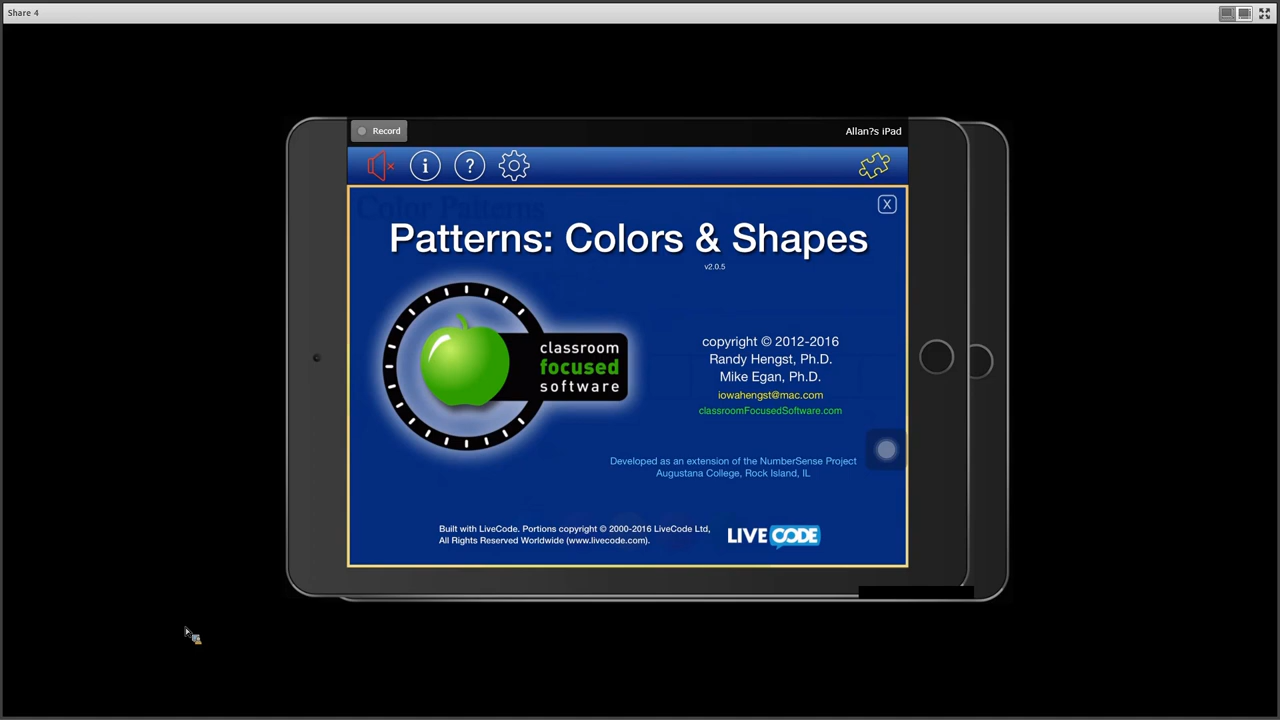 Share 4
Record
Allan?s iPad
i
?
Color Patterns
X
Patterns: Colors & Shapes
v2.0.5
classroom
focused
software
copyright © 2012-2016
Randy Hengst, Ph.D.
Mike Egan, Ph.D.
iowahengst@mac.com
classroomFocusedSoftware.com
Developed as an extension of the NumberSense Project
Augustana College, Rock Island, IL
Built with LiveCode. Portions copyright © 2000-2016 LiveCode Ltd,
All Rights Reserved Worldwide (www.livecode.com).
LIVECODE